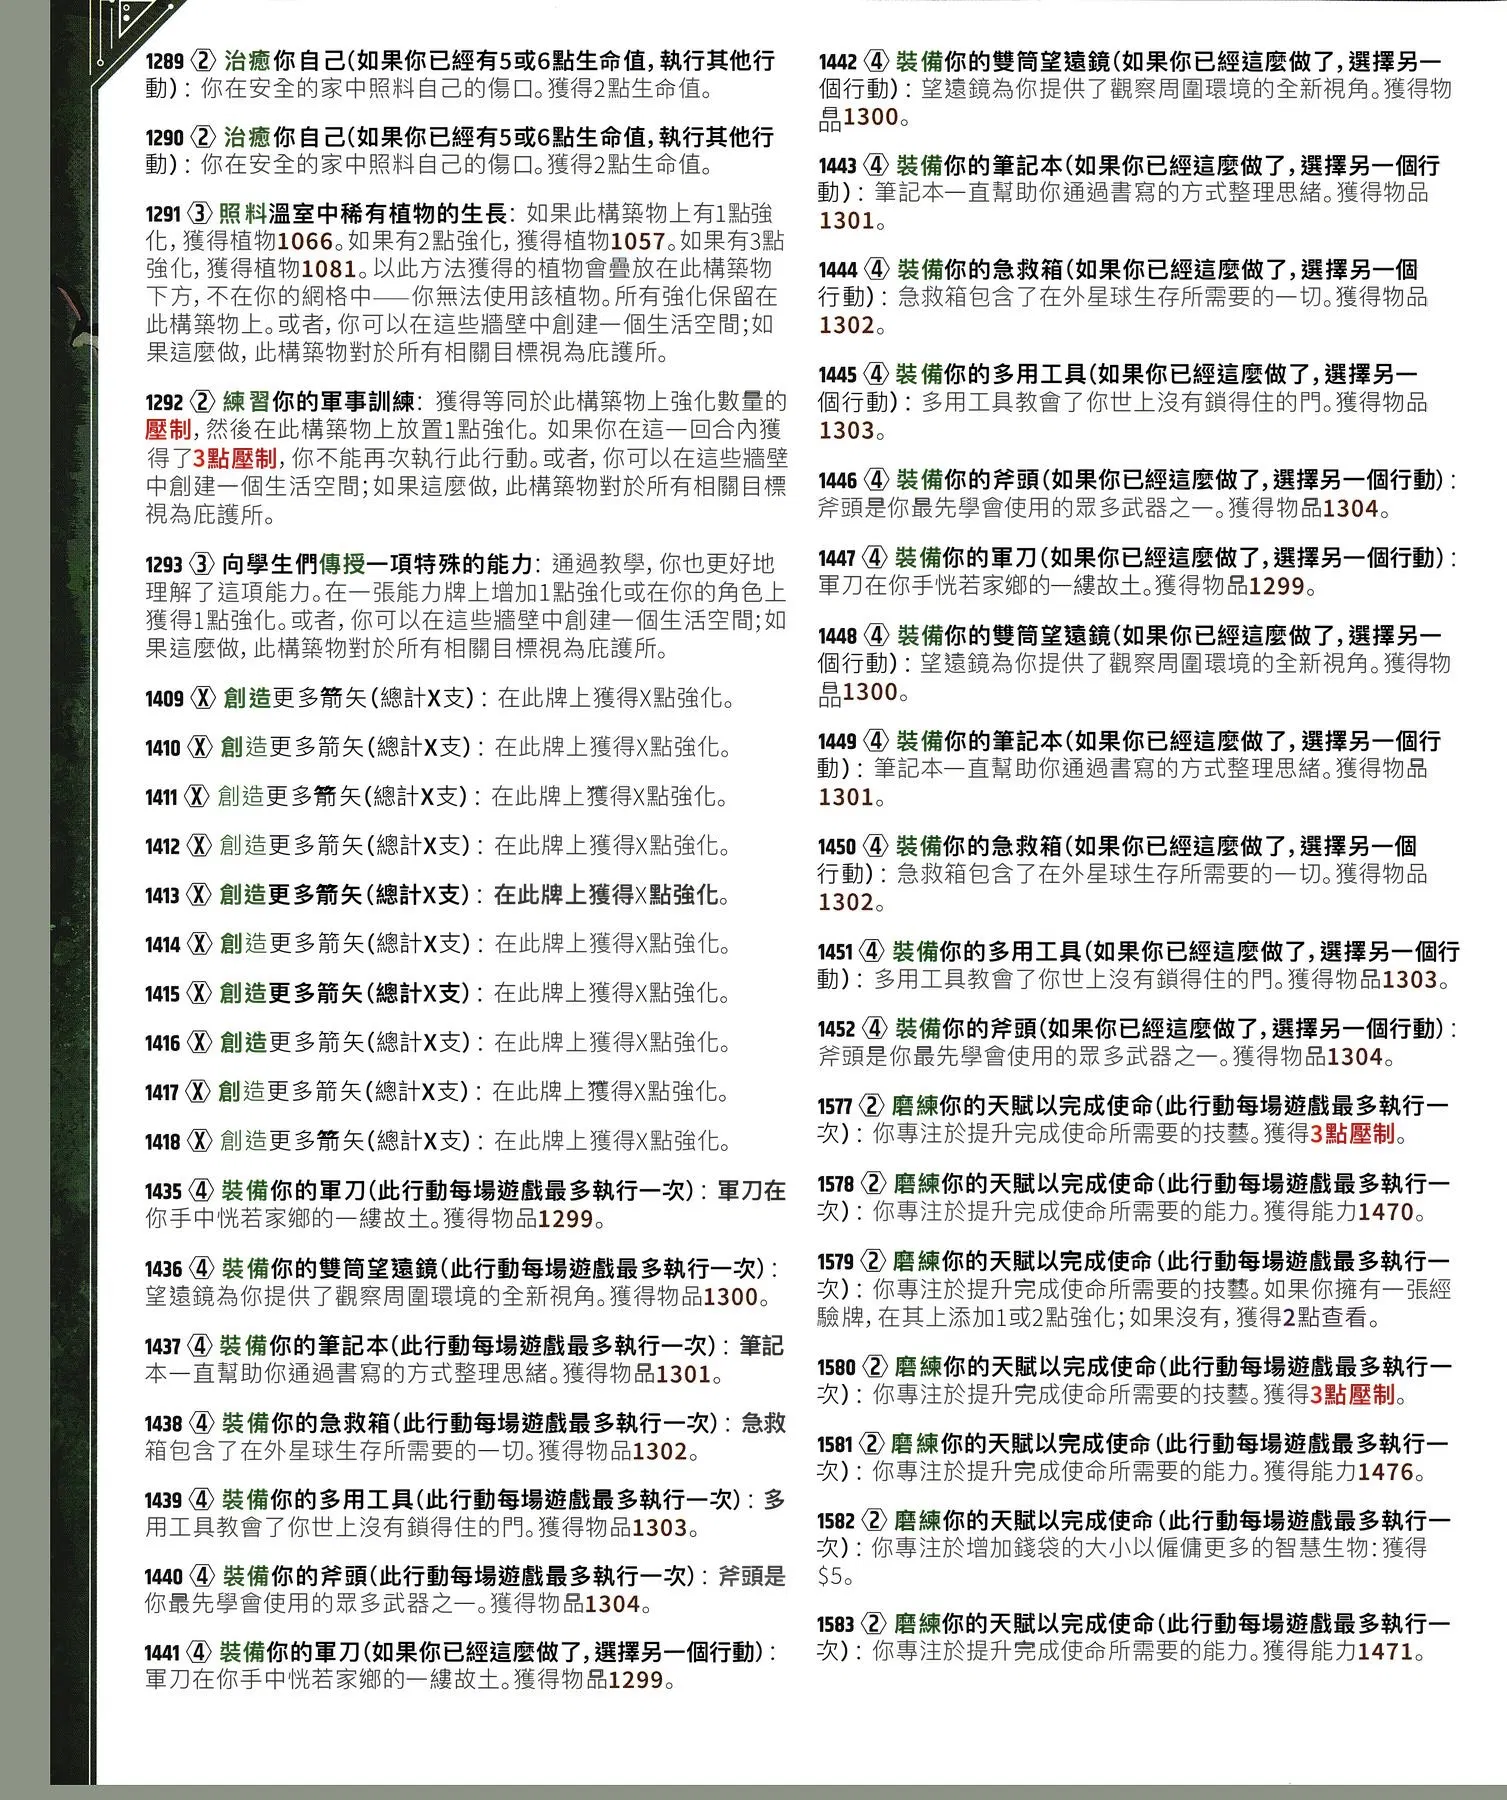 1289 ② 治癒你自己(如果你已經有5或6點生命值,執行其他行
動):你在安全的家中照料自己的傷口。獲得2點生命值。
1290 ② 治癒你自己(如果你已經有5或6點生命值,執行其他行
動):你在安全的家中照料自己的傷口。獲得2點生命值。
1291 ③ 照料溫室中稀有植物的生長:如果此構築物上有1點強
化,獲得植物1066。如果有2點強化,獲得植物1057。如果有3點
強化,獲得植物1081。以此方法獲得的植物會疊放在此構築物
下方,不在你的網格中——你無法使用該植物。所有強化保留在
此構築物上。或者,你可以在這些牆壁中創建一個生活空間;如
果這麼做,此構築物對於所有相關目標視為庇護所。
1292 ② 練習你的軍事訓練:獲得等同於此構築物上強化數量的
壓制,然後在此構築物上放置1點強化。如果你在這一回合內獲
得了3點壓制,你不能再次執行此行動。或者,你可以在這些牆壁
中創建一個生活空間;如果這麼做,此構築物對於所有相關目標
視為庇護所。
1293 ③ 向學生們傳授一項特殊的能力:通過教學,你也更好地
理解了這項能力。在一張能力牌上增加1點強化或在你的角色上
獲得1點強化。或者,你可以在這些牆壁中創建一個生活空間;如
果這麼做,此構築物對於所有相關目標視為庇護所。
1409 Ⓧ 創造更多箭矢(總計X支):在此牌上獲得X點強化。
1410 Ⓧ 創造更多箭矢(總計X支):在此牌上獲得X點強化。
1411 Ⓧ 創造更多箭矢(總計X支):在此牌上獲得X點強化。
1412 Ⓧ 創造更多箭矢(總計X支):在此牌上獲得X點強化。
1413 Ⓧ 創造更多箭矢(總計X支):在此牌上獲得X點強化。
1414 Ⓧ 創造更多箭矢(總計X支):在此牌上獲得X點強化。
1415 Ⓧ 創造更多箭矢(總計X支):在此牌上獲得X點強化。
1416 Ⓧ 創造更多箭矢(總計X支):在此牌上獲得X點強化。
1417 Ⓧ 創造更多箭矢(總計X支):在此牌上獲得X點強化。
1418 Ⓧ 創造更多箭矢(總計X支):在此牌上獲得X點強化。
1435 ④ 裝備你的軍刀(此行動每場遊戲最多執行一次):軍刀在
你手中恍若家鄉的一縷故土。獲得物品1299。
1436 ④ 裝備你的雙筒望遠鏡(此行動每場遊戲最多執行一次):
望遠鏡為你提供了觀察周圍環境的全新視角。獲得物品1300。
1437 ④ 裝備你的筆記本(此行動每場遊戲最多執行一次):筆記
本一直幫助你通過書寫的方式整理思緒。獲得物品1301。
1438 ④ 裝備你的急救箱(此行動每場遊戲最多執行一次):急救
箱包含了在外星球生存所需要的一切。獲得物品1302。
1439 ④ 裝備你的多用工具(此行動每場遊戲最多執行一次):多
用工具教會了你世上沒有鎖得住的門。獲得物品1303。
1440 ④ 裝備你的斧頭(此行動每場遊戲最多執行一次):斧頭是
你最先學會使用的眾多武器之一。獲得物品1304。
1441 ④ 裝備你的軍刀(如果你已經這麼做了,選擇另一個行動):
軍刀在你手中恍若家鄉的一縷故土。獲得物品1299。
1442 ④ 裝備你的雙筒望遠鏡(如果你已經這麼做了,選擇另一
個行動):望遠鏡為你提供了觀察周圍環境的全新視角。獲得物
品1300。
1443 ④ 裝備你的筆記本(如果你已經這麼做了,選擇另一個行
動):筆記本一直幫助你通過書寫的方式整理思緒。獲得物品
1301。
1444 ④ 裝備你的急救箱(如果你已經這麼做了,選擇另一個
行動):急救箱包含了在外星球生存所需要的一切。獲得物品
1302。
1445 ④ 裝備你的多用工具(如果你已經這麼做了,選擇另一
個行動):多用工具教會了你世上沒有鎖得住的門。獲得物品
1303。
1446 ④ 裝備你的斧頭(如果你已經這麼做了,選擇另一個行動):
斧頭是你最先學會使用的眾多武器之一。獲得物品1304。
1447 ④ 裝備你的軍刀(如果你已經這麼做了,選擇另一個行動):
軍刀在你手恍若家鄉的一縷故土。獲得物品1299。
1448 ④ 裝備你的雙筒望遠鏡(如果你已經這麼做了,選擇另一
個行動):望遠鏡為你提供了觀察周圍環境的全新視角。獲得物
品1300。
1449 ④ 裝備你的筆記本(如果你已經這麼做了,選擇另一個行
動):筆記本一直幫助你通過書寫的方式整理思緒。獲得物品
1301。
1450 ④ 裝備你的急救箱(如果你已經這麼做了,選擇另一個
行動):急救箱包含了在外星球生存所需要的一切。獲得物品
1302。
1451 ④ 裝備你的多用工具(如果你已經這麼做了,選擇另一個行
動):多用工具教會了你世上沒有鎖得住的門。獲得物品1303。
1452 ④ 裝備你的斧頭(如果你已經這麼做了,選擇另一個行動):
斧頭是你最先學會使用的眾多武器之一。獲得物品1304。
1577 ② 磨練你的天賦以完成使命(此行動每場遊戲最多執行一
次):你專注於提升完成使命所需要的技藝。獲得3點壓制。
1578 ② 磨練你的天賦以完成使命(此行動每場遊戲最多執行一
次):你專注於提升完成使命所需要的能力。獲得能力1470。
1579 ② 磨練你的天賦以完成使命(此行動每場遊戲最多執行一
次):你專注於提升完成使命所需要的技藝。如果你擁有一張經
驗牌,在其上添加1或2點強化;如果沒有,獲得2點查看。
1580 ② 磨練你的天賦以完成使命(此行動每場遊戲最多執行一
次):你專注於提升完成使命所需要的技藝。獲得3點壓制。
1581 ② 磨練你的天賦以完成使命(此行動每場遊戲最多執行一
次):你專注於提升完成使命所需要的能力。獲得能力1476。
1582 ② 磨練你的天賦以完成使命(此行動每場遊戲最多執行一
次):你專注於增加錢袋的大小以僱傭更多的智慧生物:獲得
$5。
1583 ② 磨練你的天賦以完成使命(此行動每場遊戲最多執行一
次):你專注於提升完成使命所需要的能力。獲得能力1471。